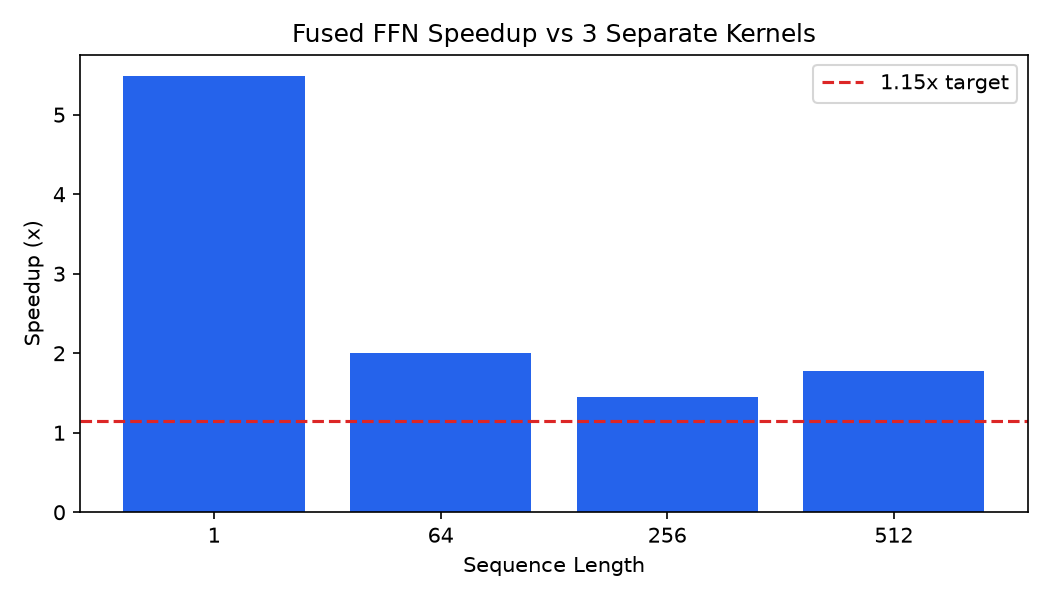 Fused FFN Speedup vs 3 Separate Kernels
1.15x target
Speedup (x)
5
4
3
2
1
0
1 64 256 512
Sequence Length